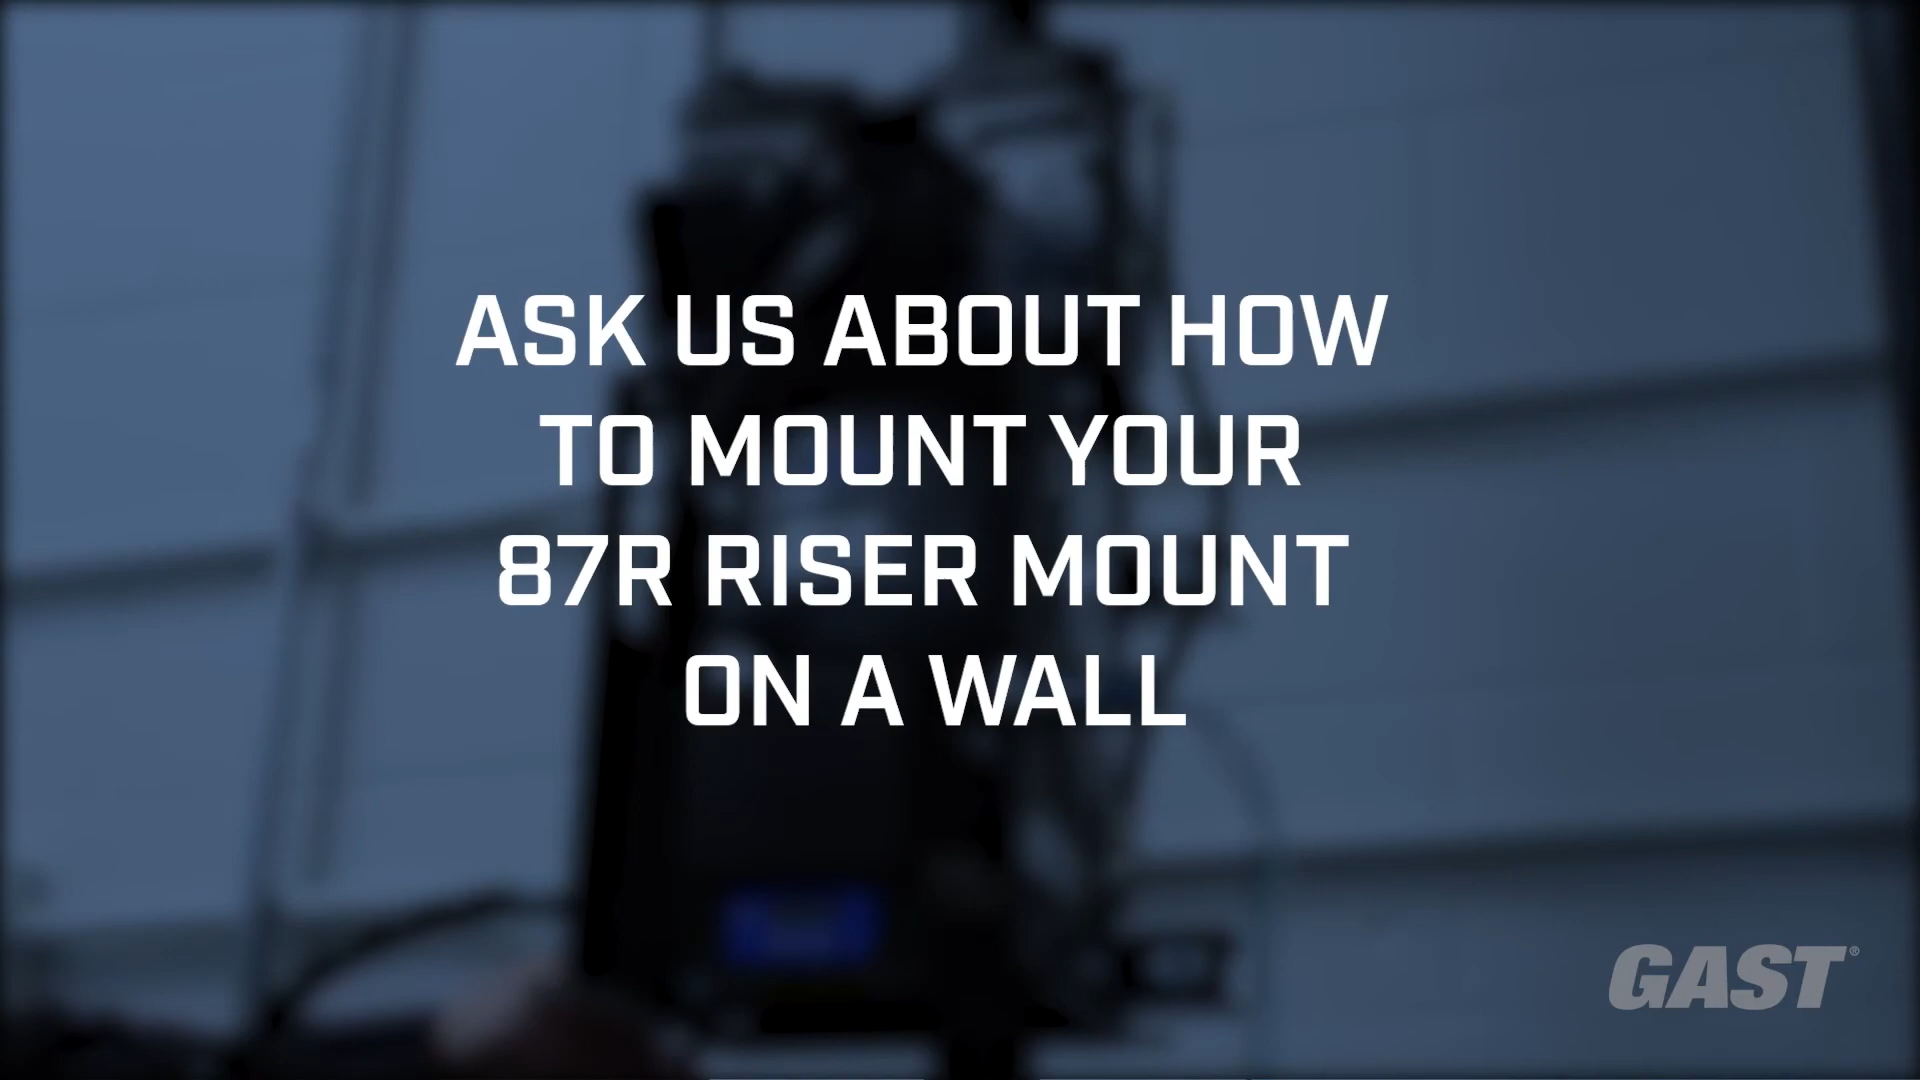 ASK US ABOUT HOW
TO MOUNT YOUR
87R RISER MOUNT
ON A WALL
GAST®